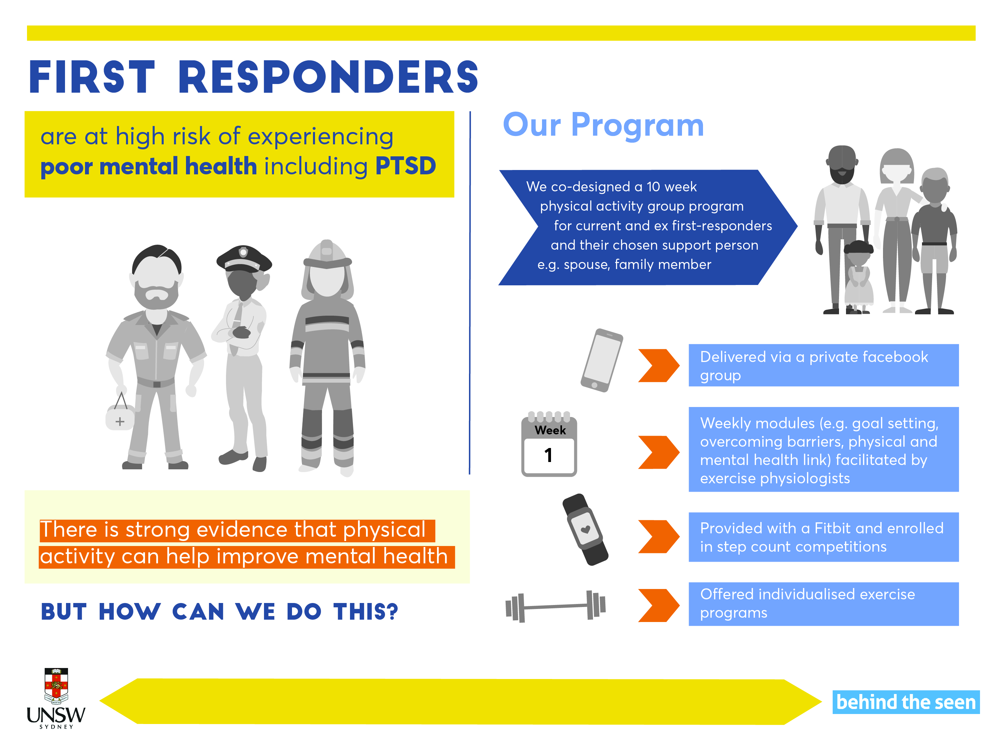 FIRST RESPONDERS
are at high risk of experiencing
poor mental health including PTSD
There is strong evidence that physical
activity can help improve mental health
BUT HOW CAN WE DO THIS?
Our Program
We co-designed a 10 week
physical activity group program
for current and ex first-responders
and their chosen support person
e.g. spouse, family member
Delivered via a private facebook
group
Week
1
Weekly modules (e.g. goal setting,
overcoming barriers, physical and
mental health link) facilitated by
exercise physiologists
Provided with a Fitbit and enrolled
in step count competitions
Offered individualised exercise
programs
UNSW
SYDNEY
behind the seen